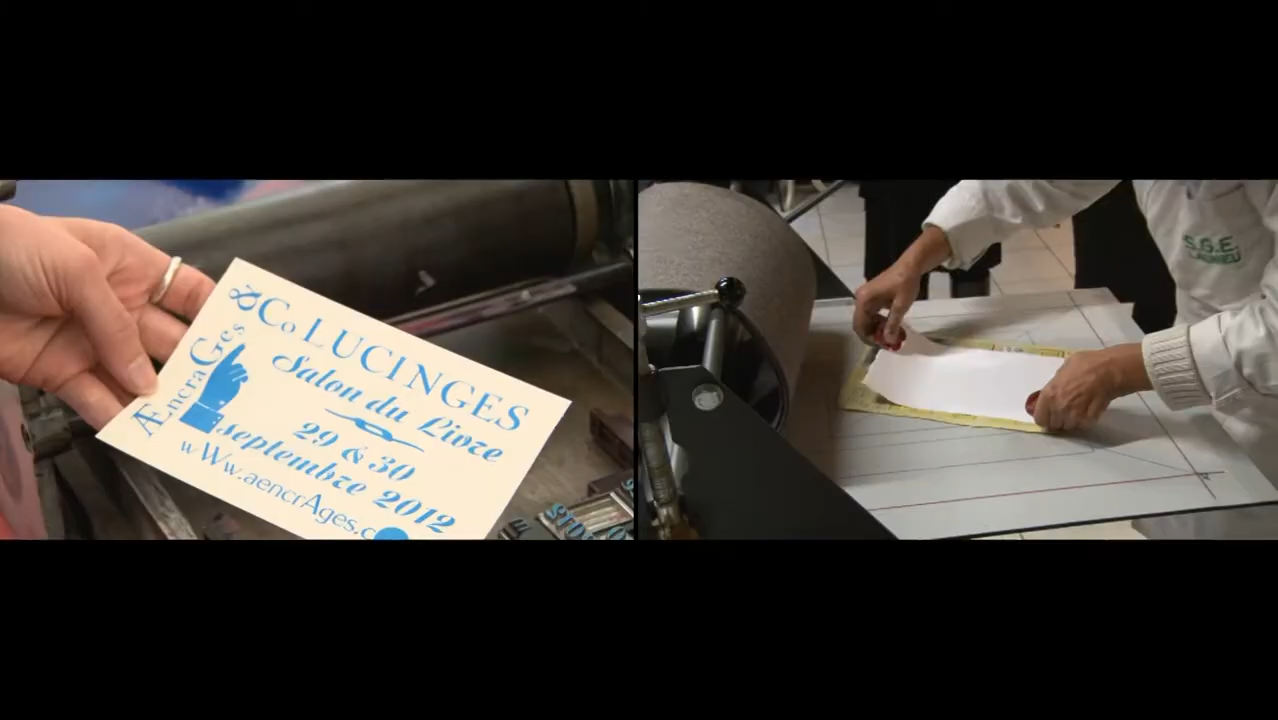 & Co LUCINGES
ÆncraGes
Salon du Livre
29 & 30
septembre 2012
wWw.aencrAges.c
S.G.E.